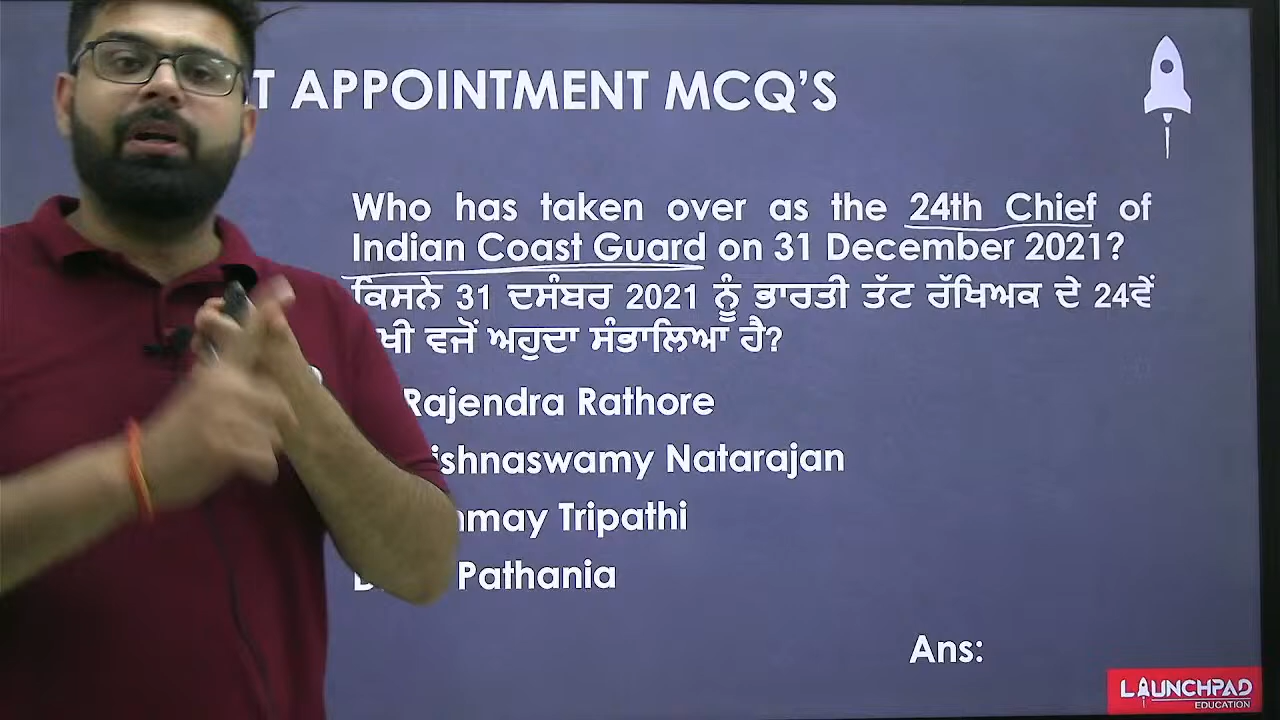 T APPOINTMENT MCQ'S
Who has taken over as the 24th Chief of
Indian Coast Guard on 31 December 2021?
ਕਿਸਨੇ 31 ਦਸੰਬਰ 2021 ਨੂੰ ਭਾਰਤੀ ਤੱਟ ਰੱਖਿਅਕ ਦੇ 24ਵੇਂ
ਖੀ ਵਜੋਂ ਅਹੁਦਾ ਸੰਭਾਲਿਆ ਹੈ?
Rajendra Rathore
ishnaswamy Natarajan
nmay Tripathi
Pathania
Ans:
LAUNCHPAD
EDUCATION